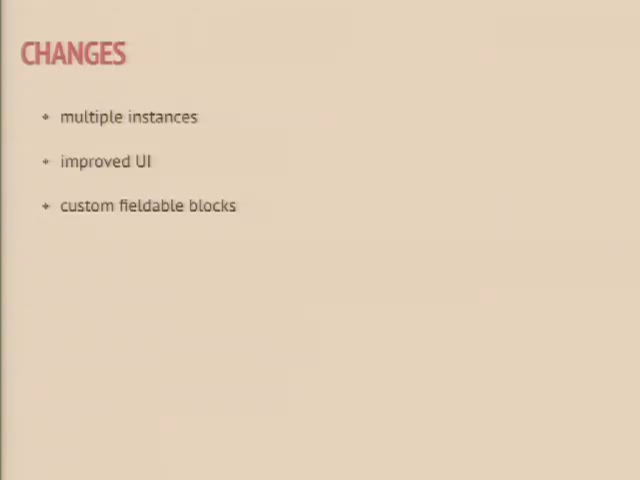 CHANGES
multiple instances
improved UI
custom fieldable blocks